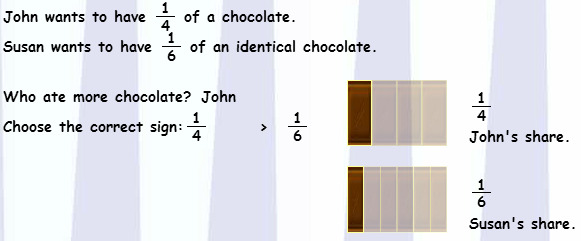 John wants to have 1/4 of a chocolate.
Susan wants to have 1/6 of an identical chocolate.
Who ate more chocolate? John
Choose the correct sign: 1/4 > 1/6
1/4
John's share.
1/6
Susan's share.